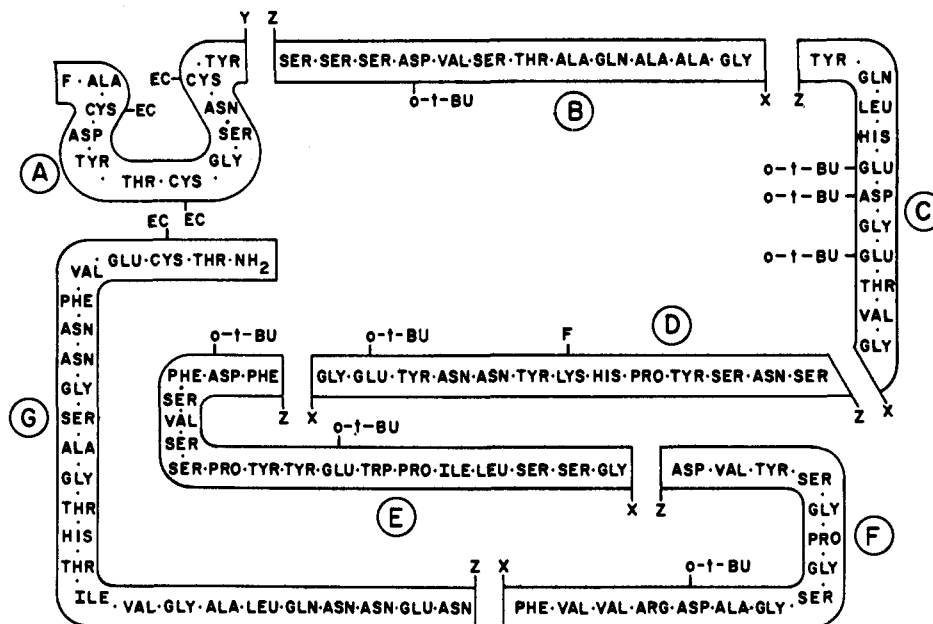 Y Z
F·ALA·CYS·ASP·TYR·THR·CYS·GLY·SER·ASN·CYS·TYR
EC
EC
EC
A
SER·SER·SER·ASP·VAL·SER·THR·ALA·GLN·ALA·ALA·GLY
o-t-BU
B
X Z
TYR·GLN·LEU·HIS·GLU·ASP·GLY·GLU·THR·VAL·GLY
o-t-BU
o-t-BU
o-t-BU
C
Z X
D
o-t-BU
F
GLY·GLU·TYR·ASN·ASN·TYR·LYS·HIS·PRO·TYR·SER·ASN·SER
Z X
o-t-BU
PHE·ASP·PHE
SER
VAL
SER
o-t-BU
SER·PRO·TYR·TYR·GLU·TRP·PRO·ILE·LEU·SER·SER·GLY
E
X Z
ASP·VAL·TYR·SER
GLY
PRO
GLY
SER
F
o-t-BU
PHE·VAL·VAL·ARG·ASP·ALA·GLY
Z X
EC
GLU·CYS·THR·NH2
VAL
PHE
ASN
ASN
GLY
SER
ALA
GLY
THR
HIS
THR
ILE
G
VAL·GLY·ALA·LEU·GLN·ASN·ASN·GLU·ASN